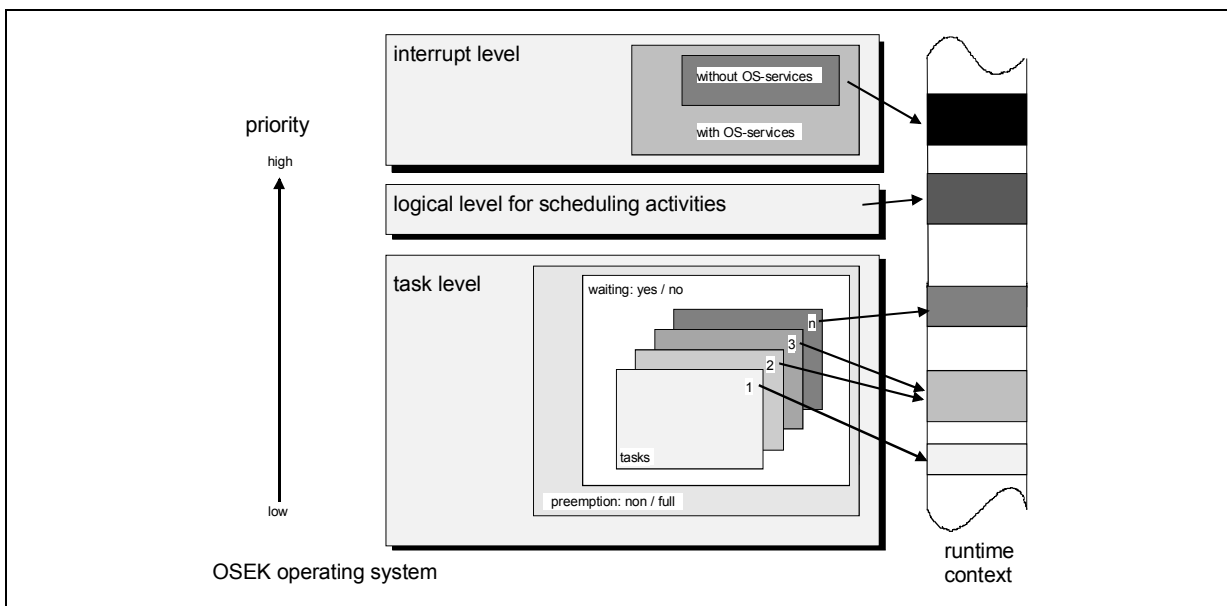 interrupt level
without OS-services
with OS-services
priority
high
logical level for scheduling activities
task level
waiting: yes / no
n
3
2
1
tasks
preemption: non / full
low
OSEK operating system
runtime
context